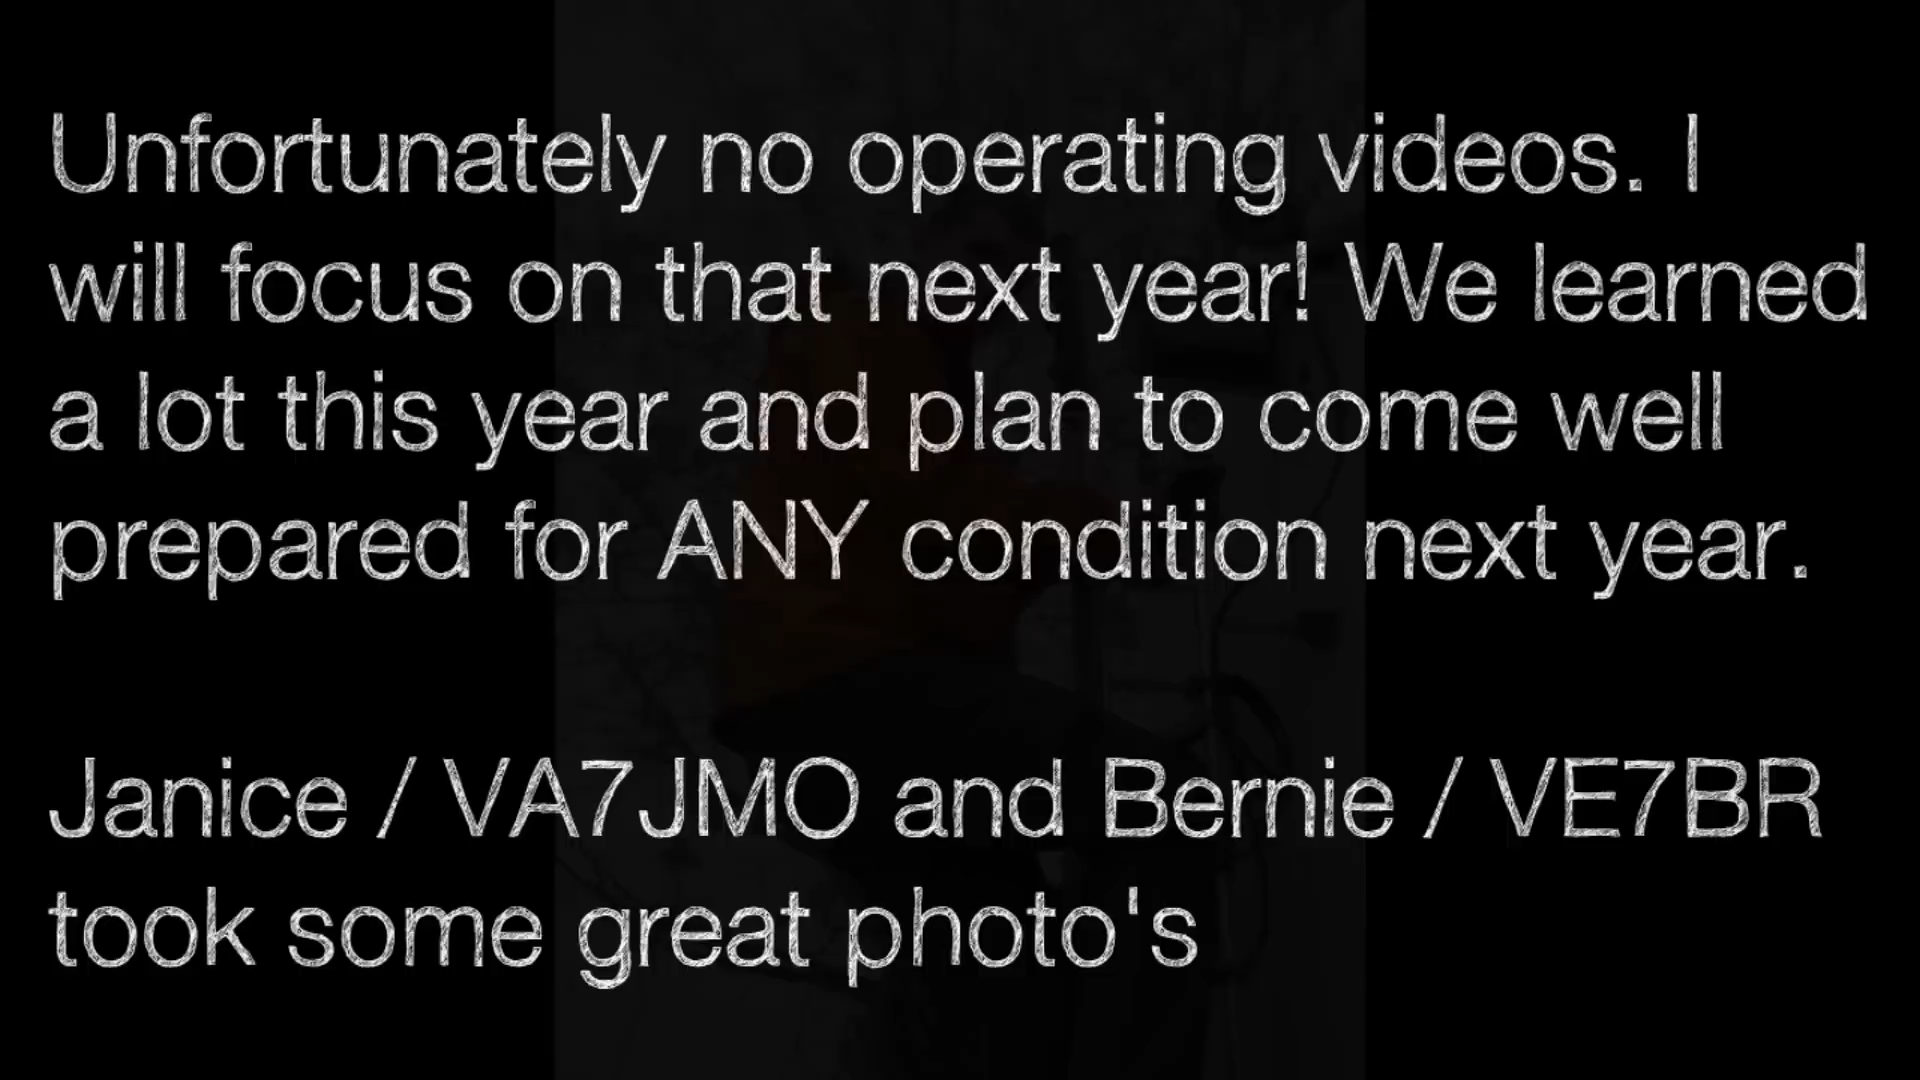 Unfortunately no operating videos. I
will focus on that next year! We learned
a lot this year and plan to come well
prepared for ANY condition next year.
Janice / VA7JMO and Bernie / VE7BR
took some great photo's